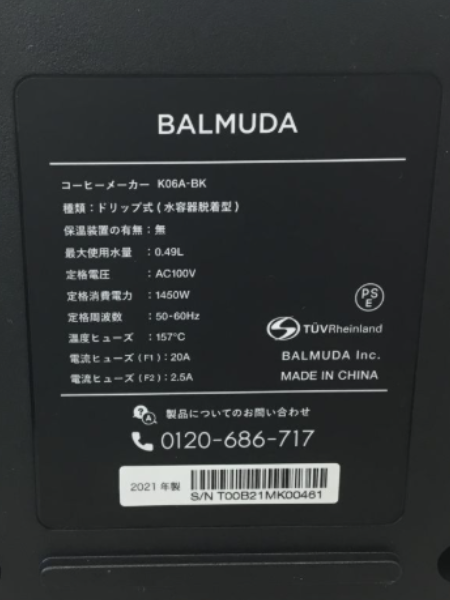 BALMUDA
コーヒーメーカー K06A-BK
種類：ドリップ式（水容器脱着型）
保温装置の有無：無
最大使用水量 ：0.49L
定格電圧 ：AC100V
定格消費電力 ：1450W
定格周波数 ：50-60Hz
温度ヒューズ ：157°C
電流ヒューズ (F1) : 20A
電流ヒューズ (F2) : 2.5A
PS
E
TÜVRheinland
BALMUDA Inc.
MADE IN CHINA
製品についてのお問い合わせ
0120-686-717
2021 年製
S/N T00B21MK00461